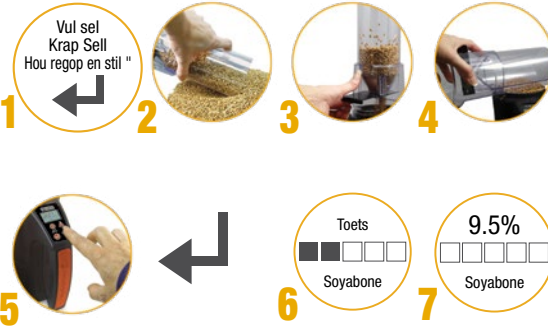 Vul sel
Krap Sell
Hou regop en stil "
1
2
3
4
5
Toets
Soyabone
6
9.5%
Soyabone
7